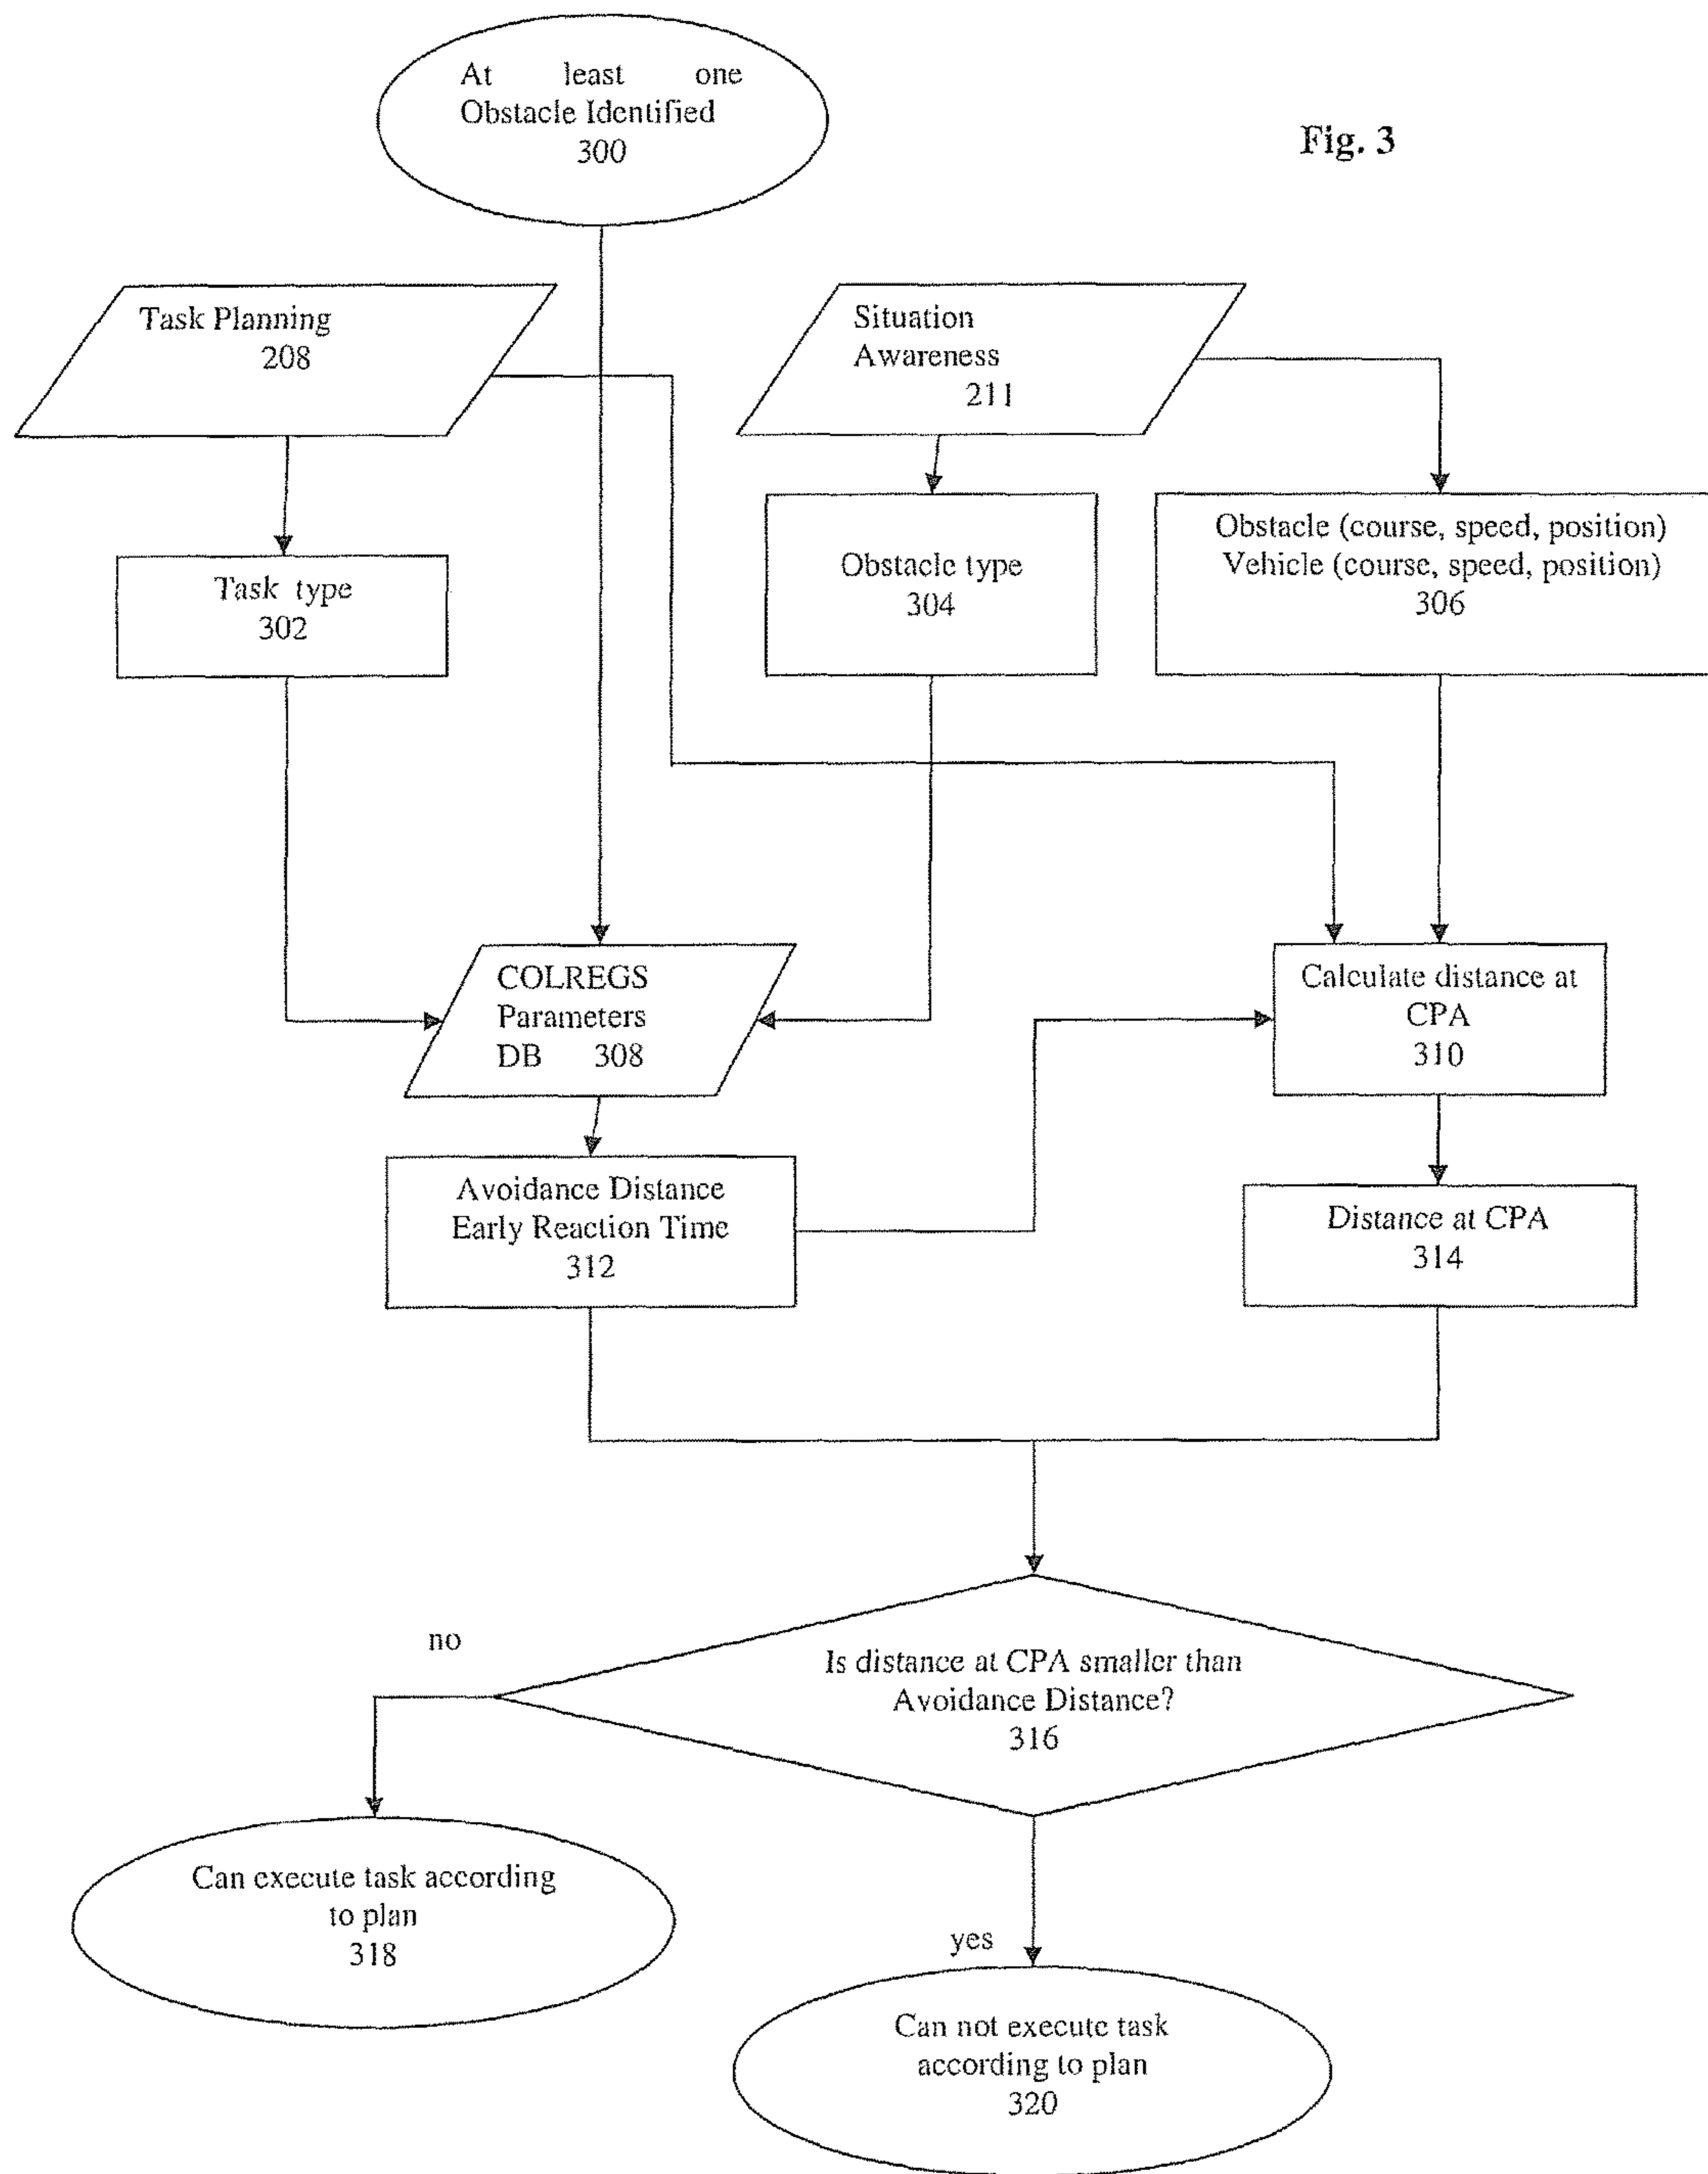 At least one
Obstacle Identified
300
Fig. 3
Task Planning
208
Situation
Awareness
211
Task type
302
Obstacle type
304
Obstacle (course, speed, position)
Vehicle (course, speed, position)
306
COLREGS
Parameters
DB 308
Calculate distance at
CPA
310
Avoidance Distance
Early Reaction Time
312
Distance at CPA
314
no
Is distance at CPA smaller than
Avoidance Distance?
316
Can execute task according
to plan
318
yes
Can not execute task
according to plan
320